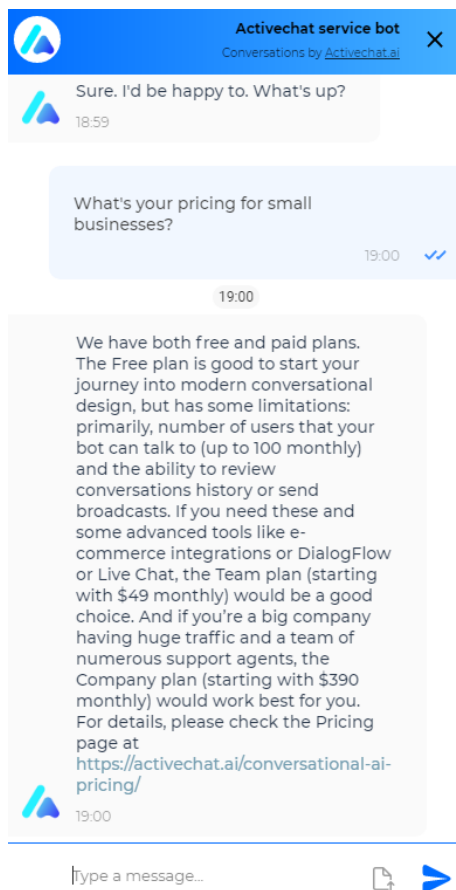 Activechat service bot
Conversations by Activechat.ai
Sure. I'd be happy to. What's up?
18:59
What's your pricing for small
businesses?
19:00
19:00
We have both free and paid plans.
The Free plan is good to start your
journey into modern conversational
design, but has some limitations:
primarily, number of users that your
bot can talk to (up to 100 monthly)
and the ability to review
conversations history or send
broadcasts. If you need these and
some advanced tools like e-
commerce integrations or DialogFlow
or Live Chat, the Team plan (starting
with $49 monthly) would be a good
choice. And if you’re a big company
having huge traffic and a team of
numerous support agents, the
Company plan (starting with $390
monthly) would work best for you.
For details, please check the Pricing
page at
https://activechat.ai/conversational-ai-
pricing/
19:00
Type a message...